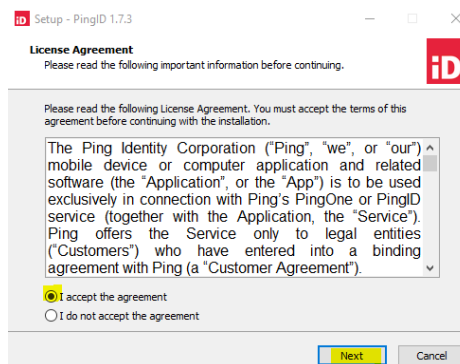 iD Setup - PingID 1.7.3
License Agreement
Please read the following important information before continuing.
iD
Please read the following License Agreement. You must accept the terms of this
agreement before continuing with the installation.
The Ping Identity Corporation (“Ping”, “we”, or “our”)
mobile device or computer application and related
software (the “Application”, or the “App”) is to be used
exclusively in connection with Ping’s PingOne or PingID
service (together with the Application, the “Service”).
Ping offers the Service only to legal entities
(“Customers”) who have entered into a binding
agreement with Ping (a “Customer Agreement”).
I accept the agreement
I do not accept the agreement
Next Cancel